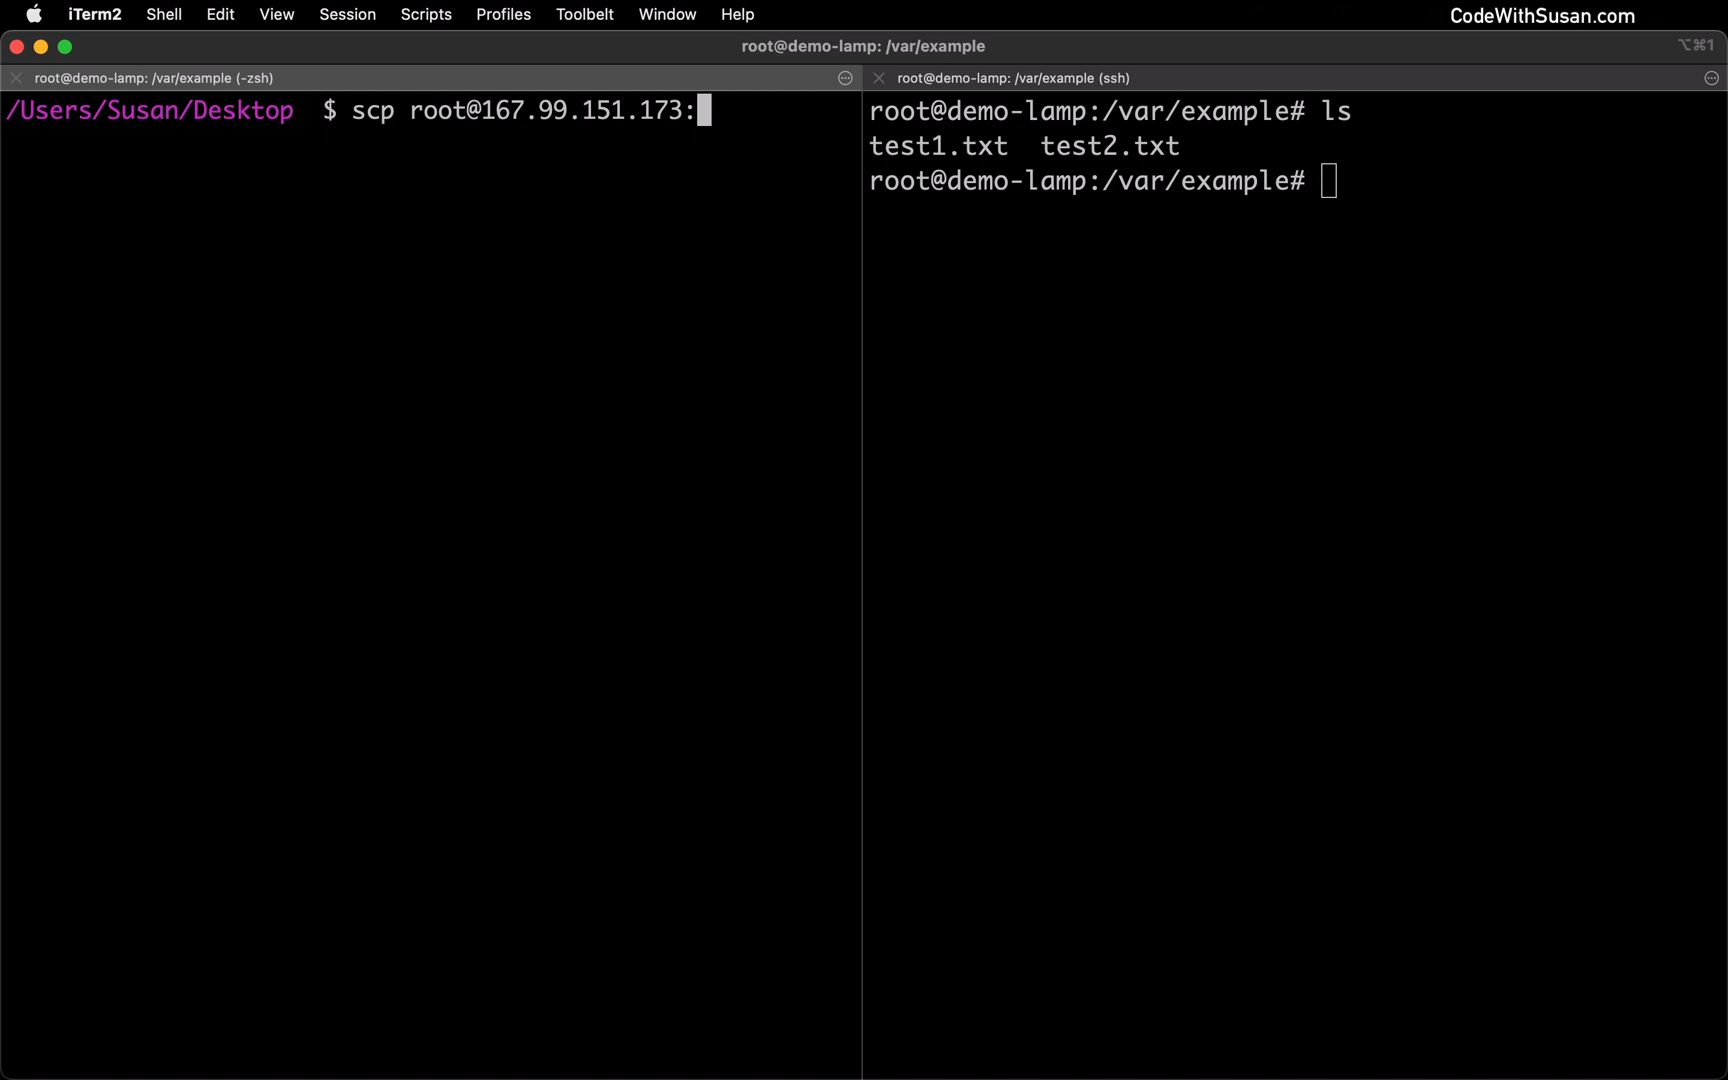 iTerm2 Shell Edit View Session Scripts Profiles Toolbelt Window Help CodeWithSusan.com
root@demo-lamp: /var/example ⌥⌘1
root@demo-lamp: /var/example (-zsh)
/Users/Susan/Desktop $ scp root@167.99.151.173:
root@demo-lamp: /var/example (ssh)
root@demo-lamp:/var/example# ls
test1.txt test2.txt
root@demo-lamp:/var/example#